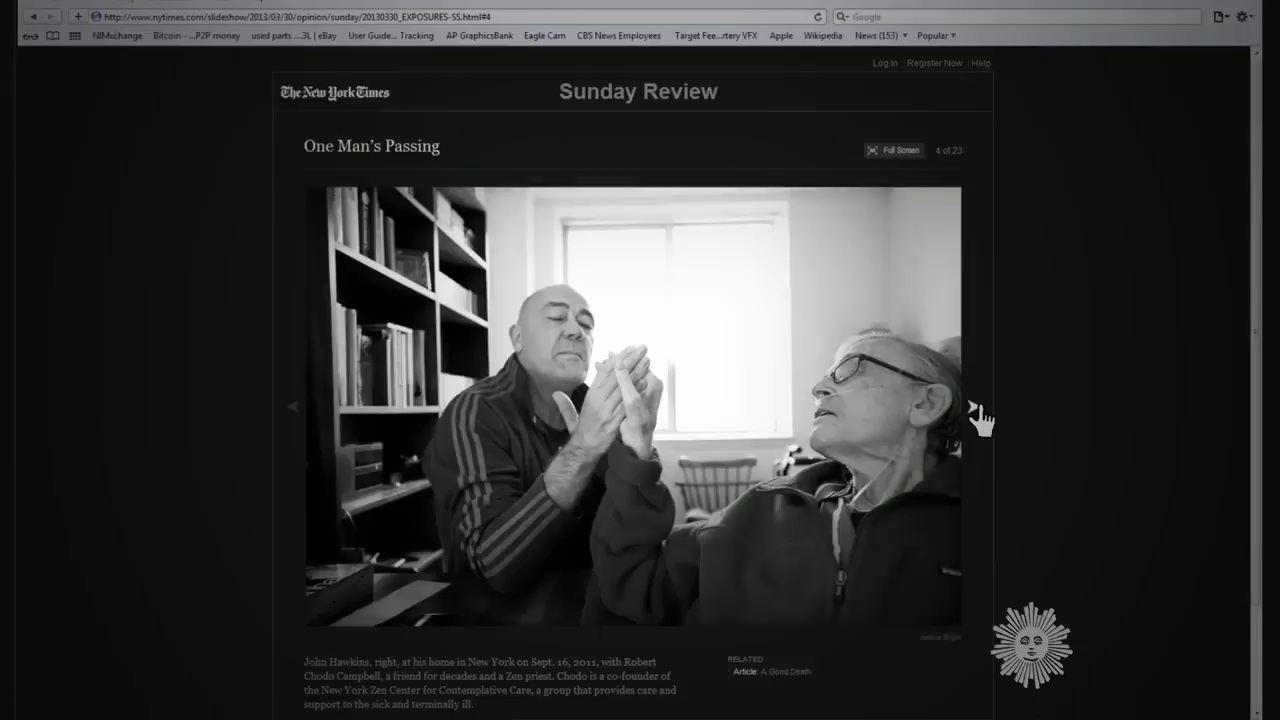 http://www.nytimes.com/slideshow/2013/03/30/opinion/sunday/20130330_EXPOSURES-SS.html#4
Google
NIMxchange Bitcoin - ...P2P money used parts ....3L | eBay User Guide... Tracking AP GraphicsBank Eagle Cam CBS News Employees Target Fee...rtery VFX Apple Wikipedia News (153) Popular
Log In Register Now Help
The New York Times
Sunday Review
One Man's Passing
Full Screen
4 of 23
Joshua Bright
John Hawkins, right, at his home in New York on Sept. 16, 2011, with Robert
Chodo Campbell, a friend for decades and a Zen priest. Chodo is a co-founder of
the New York Zen Center for Contemplative Care, a group that provides care and
support to the sick and terminally ill.
RELATED
Article: A Good Death